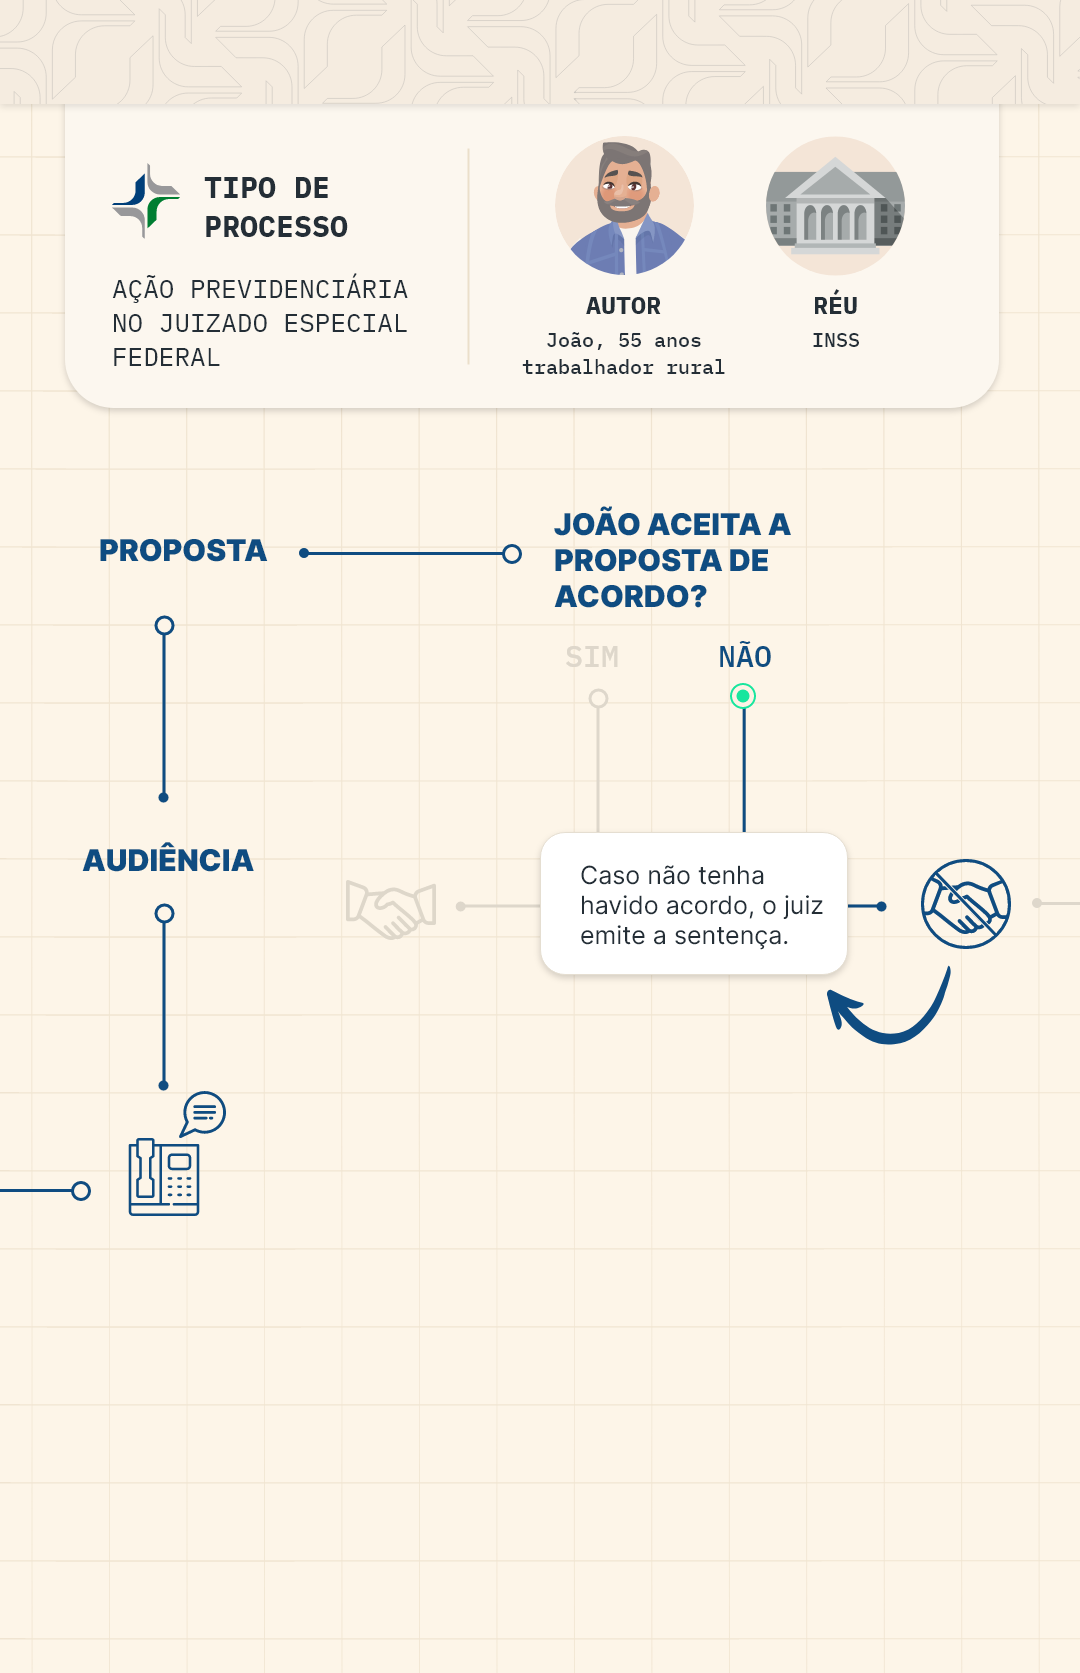 TIPO DE
PROCESSO
AÇÃO PREVIDENCIÁRIA
NO JUIZADO ESPECIAL
FEDERAL
AUTOR
João, 55 anos
trabalhador rural
RÉU
INSS
PROPOSTA
JOÃO ACEITA A
PROPOSTA DE
ACORDO?
SIM
NÃO
AUDIÊNCIA
Caso não tenha
havido acordo, o juiz
emite a sentença.